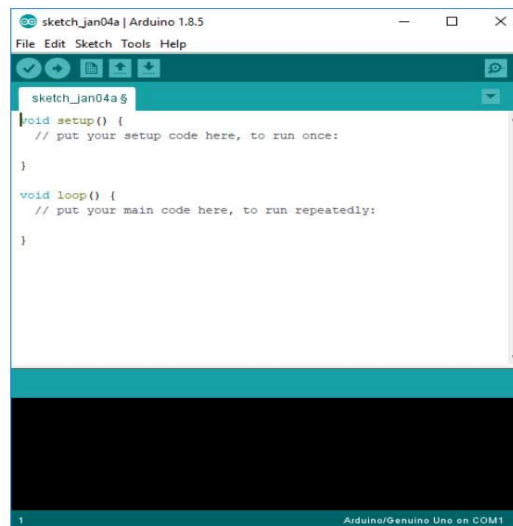 sketch_jan04a | Arduino 1.8.5
File Edit Sketch Tools Help
sketch_jan04a §
void setup() {
// put your setup code here, to run once:
}
void loop() {
// put your main code here, to run repeatedly:
}
1 Arduino/Genuino Uno on COM1